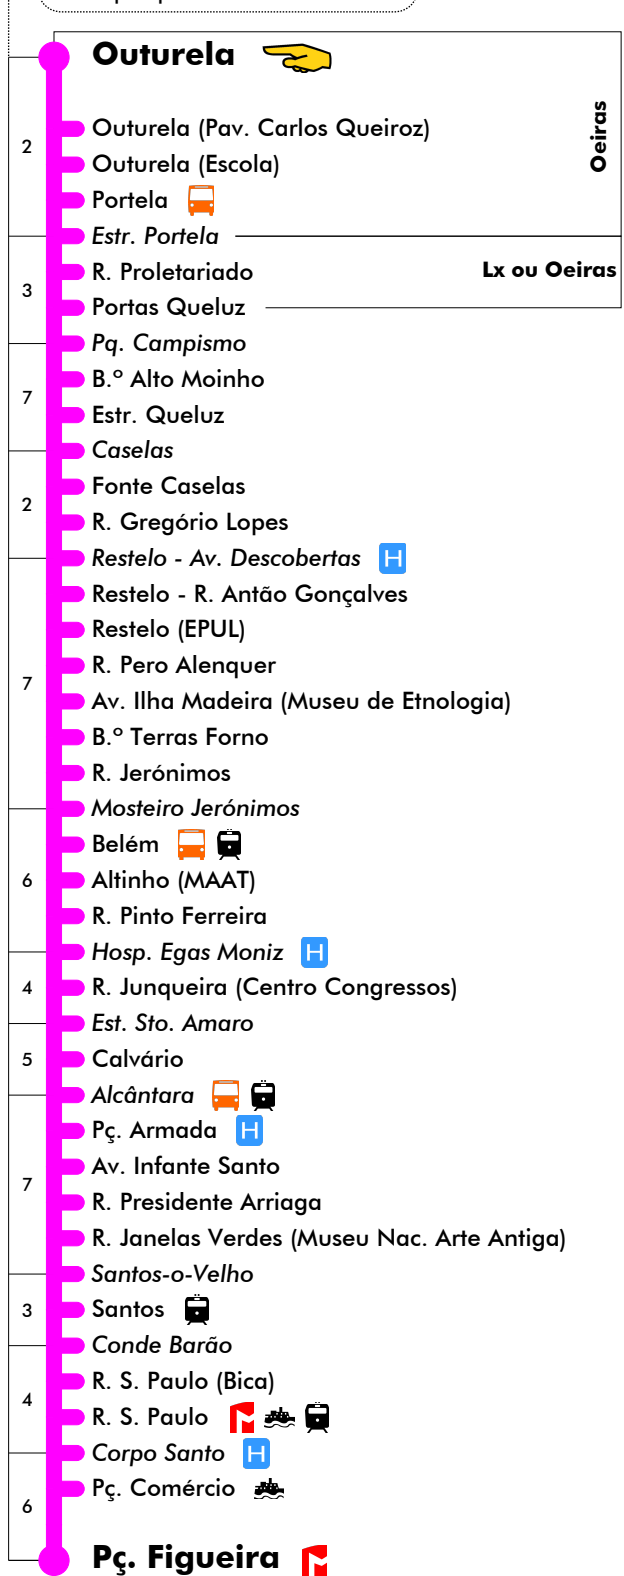 Outurela
Oeiras
2
Outurela (Pav. Carlos Queiroz)
Outurela (Escola)
Portela
Estr. Portela
3
R. Proletariado
Lx ou Oeiras
Portas Queluz
Pq. Campismo
7
B.º Alto Moinho
Estr. Queluz
Caselas
2
Fonte Caselas
R. Gregório Lopes
Restelo - Av. Descobertas H
7
Restelo - R. Antão Gonçalves
Restelo (EPUL)
R. Pero Alenquer
Av. Ilha Madeira (Museu de Etnologia)
B.º Terras Forno
R. Jerónimos
Mosteiro Jerónimos
6
Belém
Altinho (MAAT)
R. Pinto Ferreira
Hosp. Egas Moniz H
4
R. Junqueira (Centro Congressos)
Est. Sto. Amaro
5
Calvário
Alcântara
7
Pç. Armada H
Av. Infante Santo
R. Presidente Arriaga
R. Janelas Verdes (Museu Nac. Arte Antiga)
Santos-o-Velho
3
Santos
Conde Barão
4
R. S. Paulo (Bica)
R. S. Paulo
Corpo Santo H
6
Pç. Comércio
Pç. Figueira